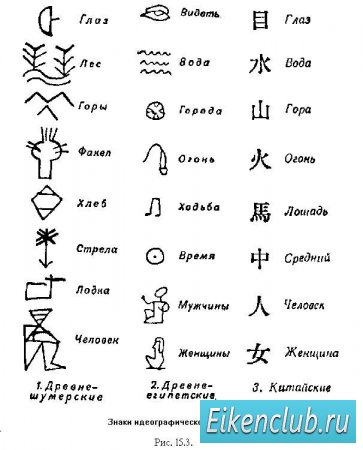 Глаз Видеть 目 Глаз
Лес Вода 水 Вода
Горы Города 山 Гора
Факел Огонь 火 Огонь
Хлеб Ходьба 馬 Лошадь
Стрела Время 中 Средний
Лодка Мужчины 人 Человек
Человек Женщины 女 Женщина
1. Древне-шумерские 2. Древне-египетские 3. Китайские
Знаки идеографическо
Рис. 15.3.
Eikenclub.ru